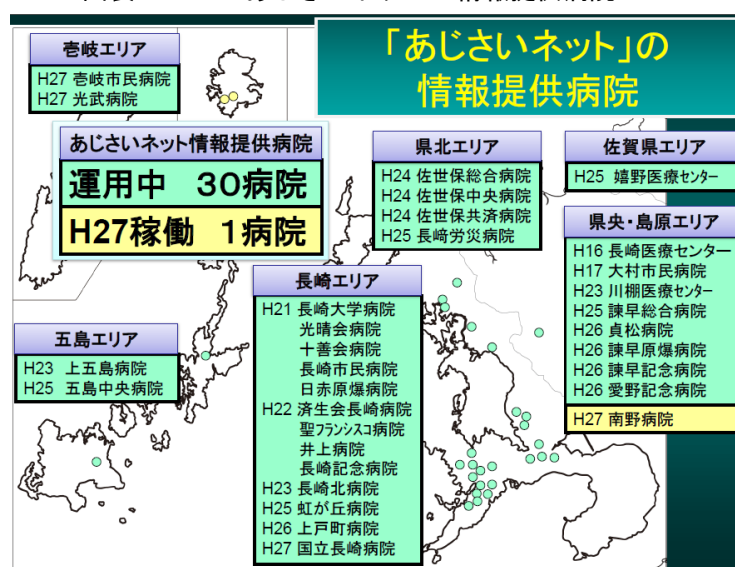 「あじさいネット」の
情報提供病院
壱岐エリア
H27 壱岐市民病院
H27 光武病院
あじさいネット情報提供病院
運用中 30病院
H27稼働 1病院
県北エリア
H24 佐世保総合病院
H24 佐世保中央病院
H24 佐世保共済病院
H25 長崎労災病院
佐賀県エリア
H25 嬉野医療センター
県央・島原エリア
H16 長崎医療センター
H17 大村市民病院
H23 川棚医療センター
H25 諫早総合病院
H26 貞松病院
H26 諫早原爆病院
H26 諫早記念病院
H26 愛野記念病院
H27 南野病院
長崎エリア
H21 長崎大学病院
光晴会病院
十善会病院
長崎市民病院
日赤原爆病院
H22 済生会長崎病院
聖フランシスコ病院
井上病院
長崎記念病院
H23 長崎北病院
H25 虹が丘病院
H26 上戸町病院
H27 国立長崎病院
五島エリア
H23 上五島病院
H25 五島中央病院